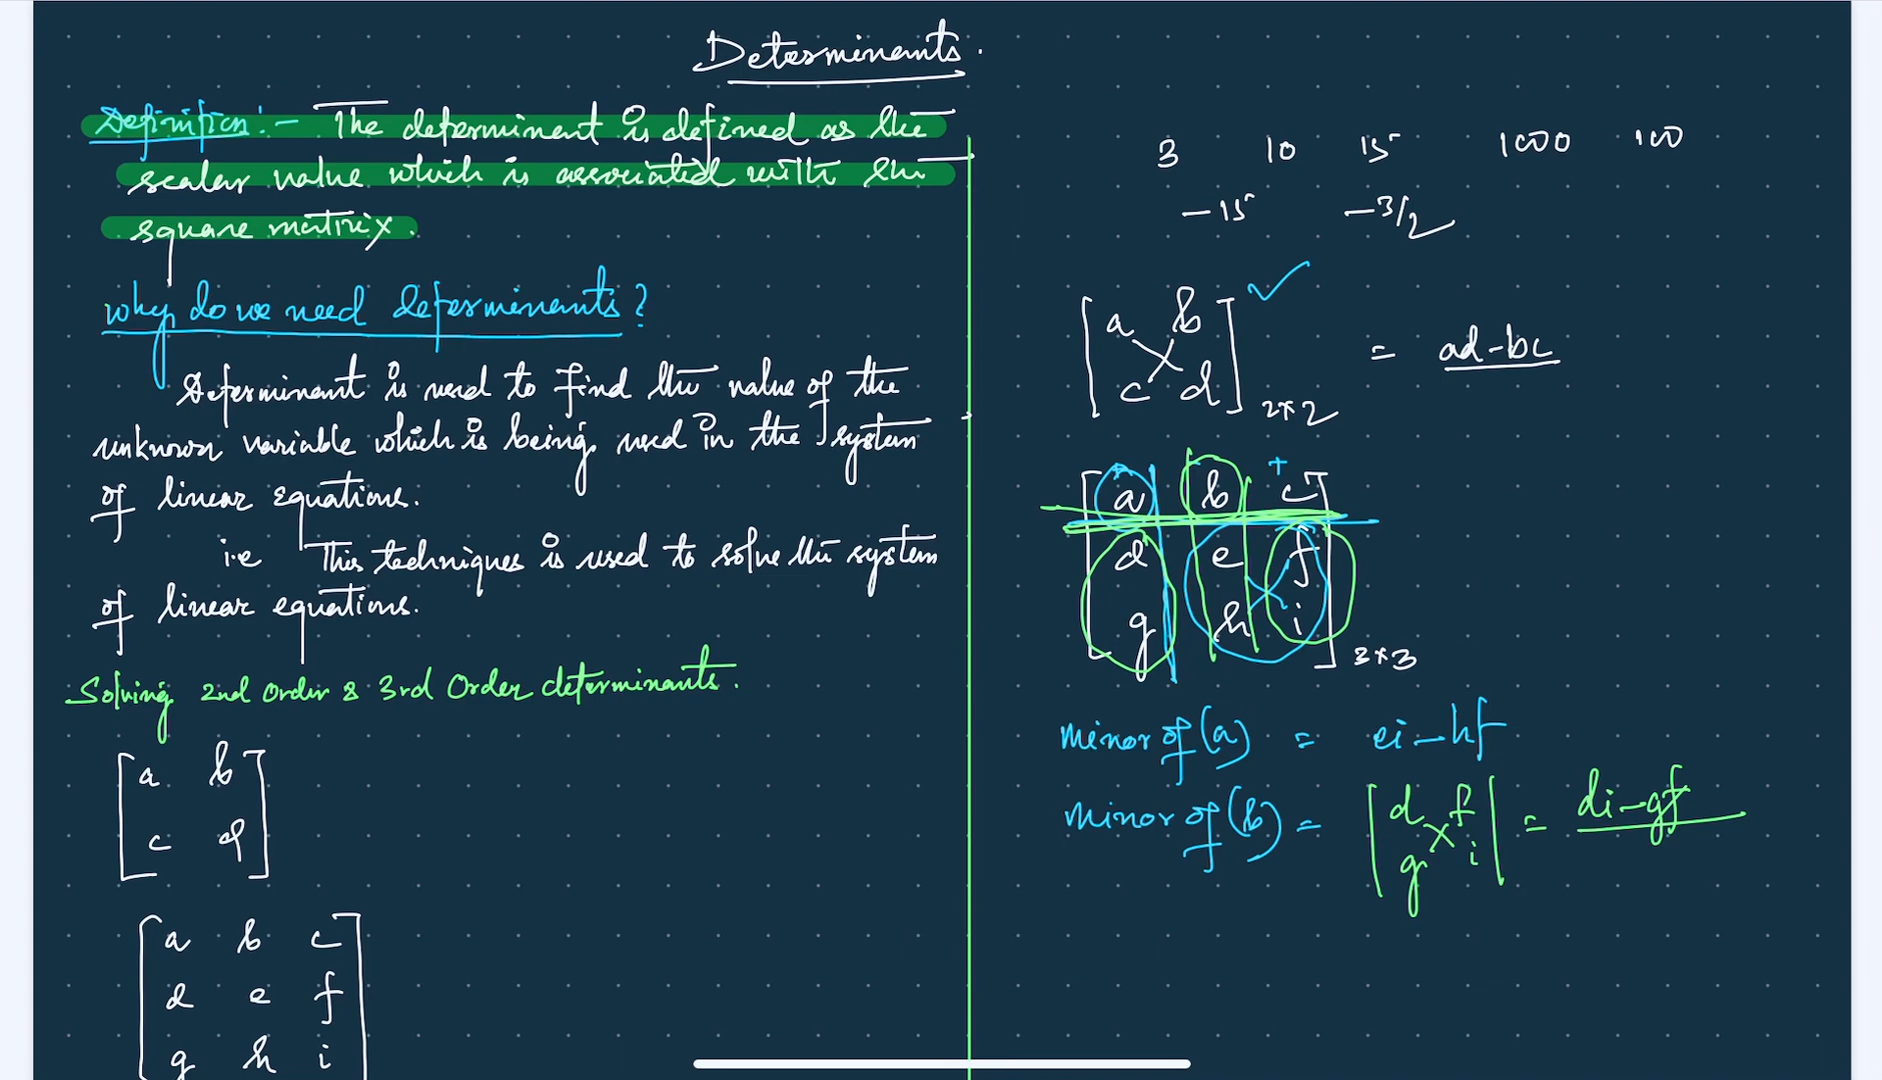 Determinants.
Definition:- The determinent is defined as the
scalar value which is associated with the
square matrix.
why do we need determinents?
Determinant is used to find the value of the
unknown variable which is being used in the system
of linear equations.
i.e This techniques is used to solve the system
of linear equations.
Solving 2nd order & 3rd Order determinants.
a b
c d
a b c
d e f
g h i
3 10 15 1000 100
-15 -3/2
a b
c d 2*2 = ad-bc
a b + c
d e f
g h i 3*3
minor of (a) = ei-hf
minor of (b) = | d f
g i | = di-gf